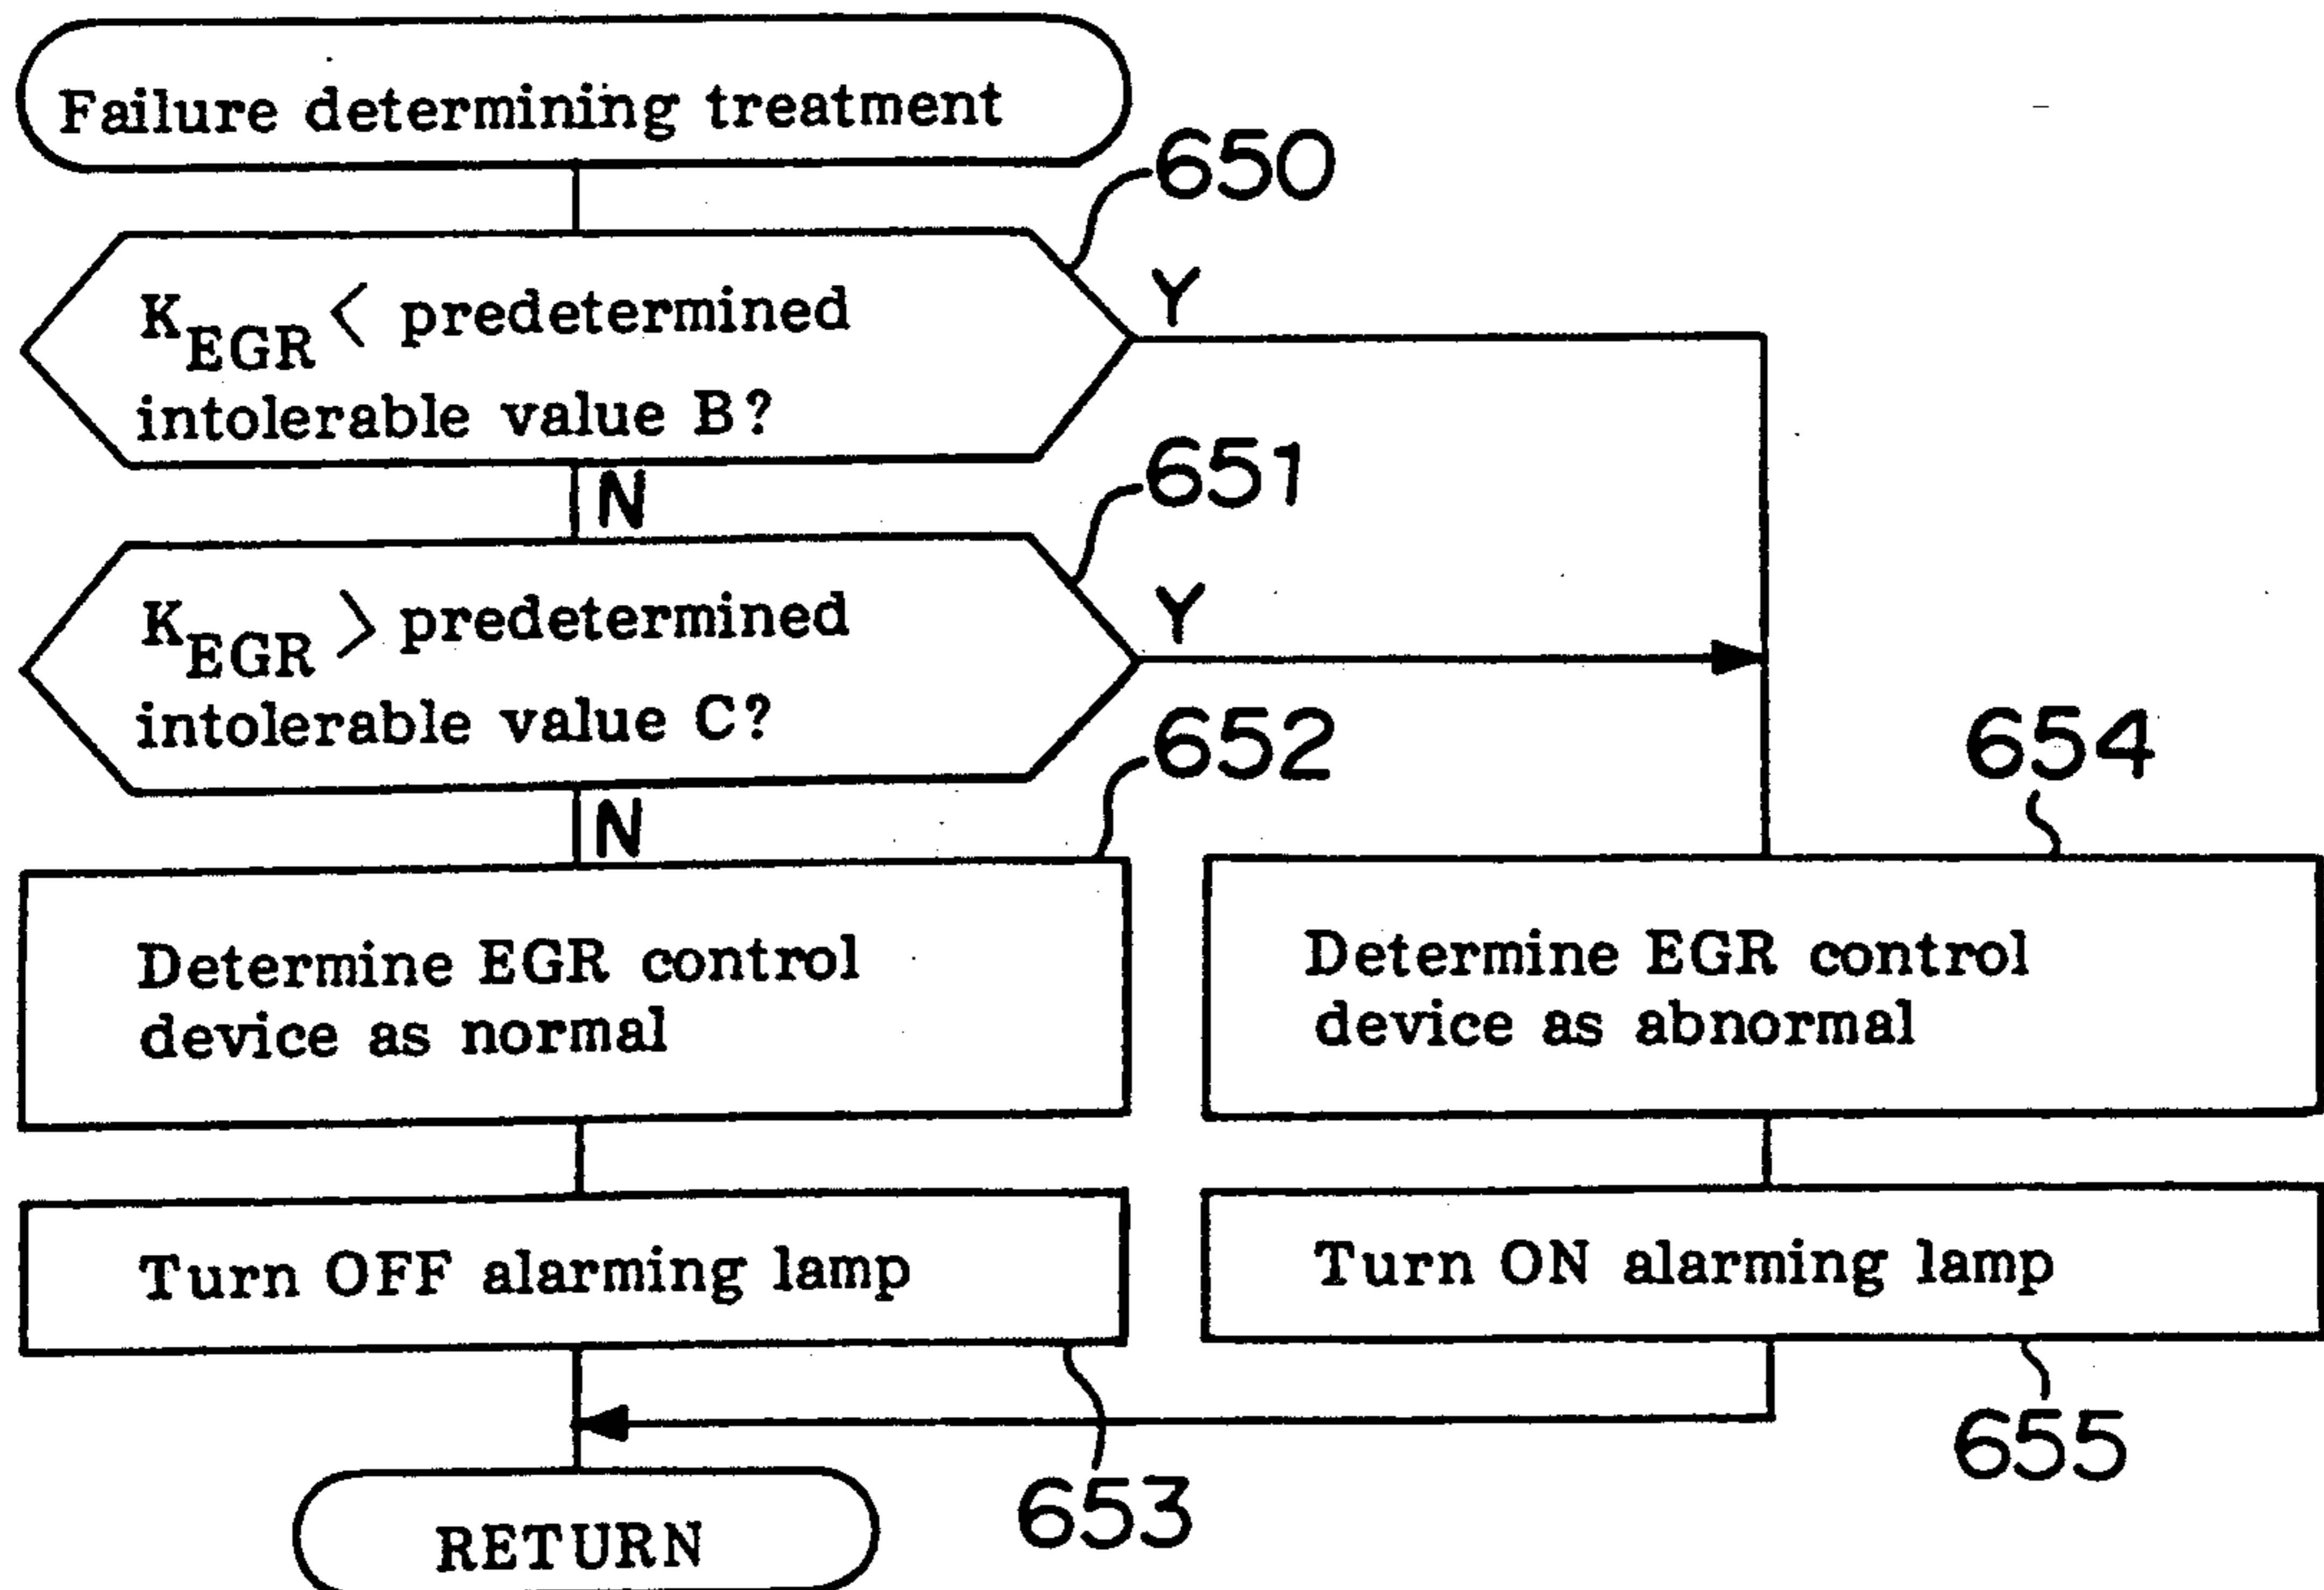 Failure determining treatment
650
K_EGR < predetermined
intolerable value B?
Y
N
651
K_EGR > predetermined
intolerable value C?
Y
N
652
Determine EGR control
device as normal
654
Determine EGR control
device as abnormal
Turn OFF alarming lamp
653
Turn ON alarming lamp
655
RETURN